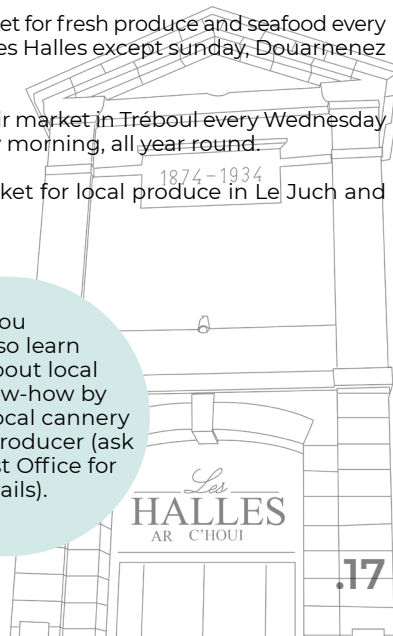 et for fresh produce and seafood every
es Halles except sunday, Douarnenez
ir market in Tréboul every Wednesday
morning, all year round.
1874-1934
ket for local produce in Le Juch and
ou
so learn
bout local
w-how by
ocal cannery
roducer (ask
t Office for
ails).
Les
HALLES
AR C'HOUI
.17